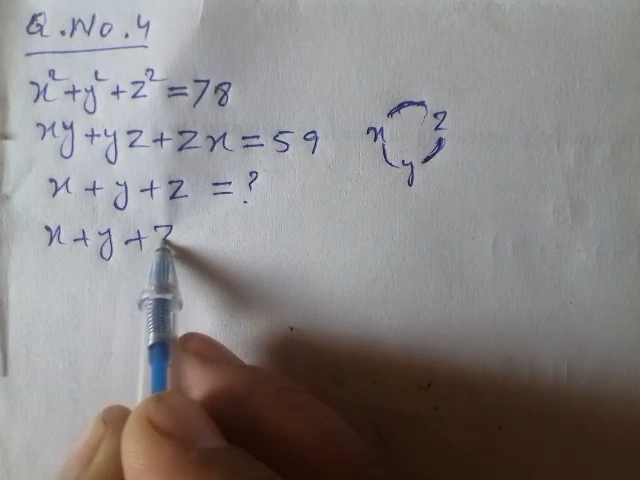 Q.No.4
x²+y²+z²=78
xy+yz+zx=59
x z
y
x+y+z=?
x+y+z